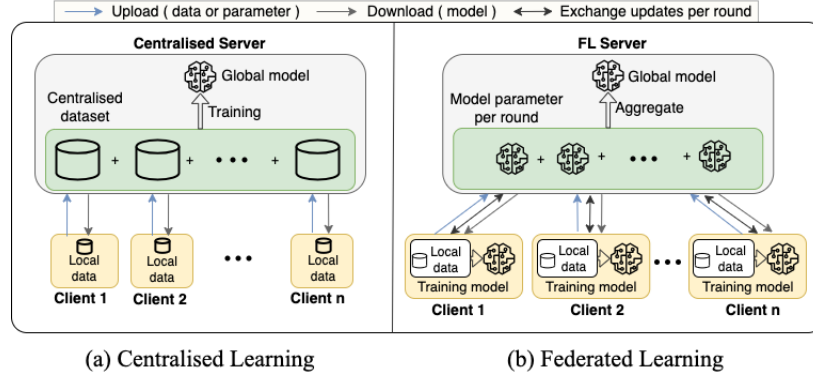 Upload ( data or parameter )
Download ( model )
Exchange updates per round
Centralised Server
Global model
Centralised
dataset
Training
+
+
• • •
+
Local
data
Client 1
Local
data
Client 2
• • •
Local
data
Client n
(a) Centralised Learning
FL Server
Global model
Model parameter
per round
Aggregate
+
+
• • •
+
Local
data
Training model
Client 1
Local
data
Training model
Client 2
• • •
Local
data
Training model
Client n
(b) Federated Learning